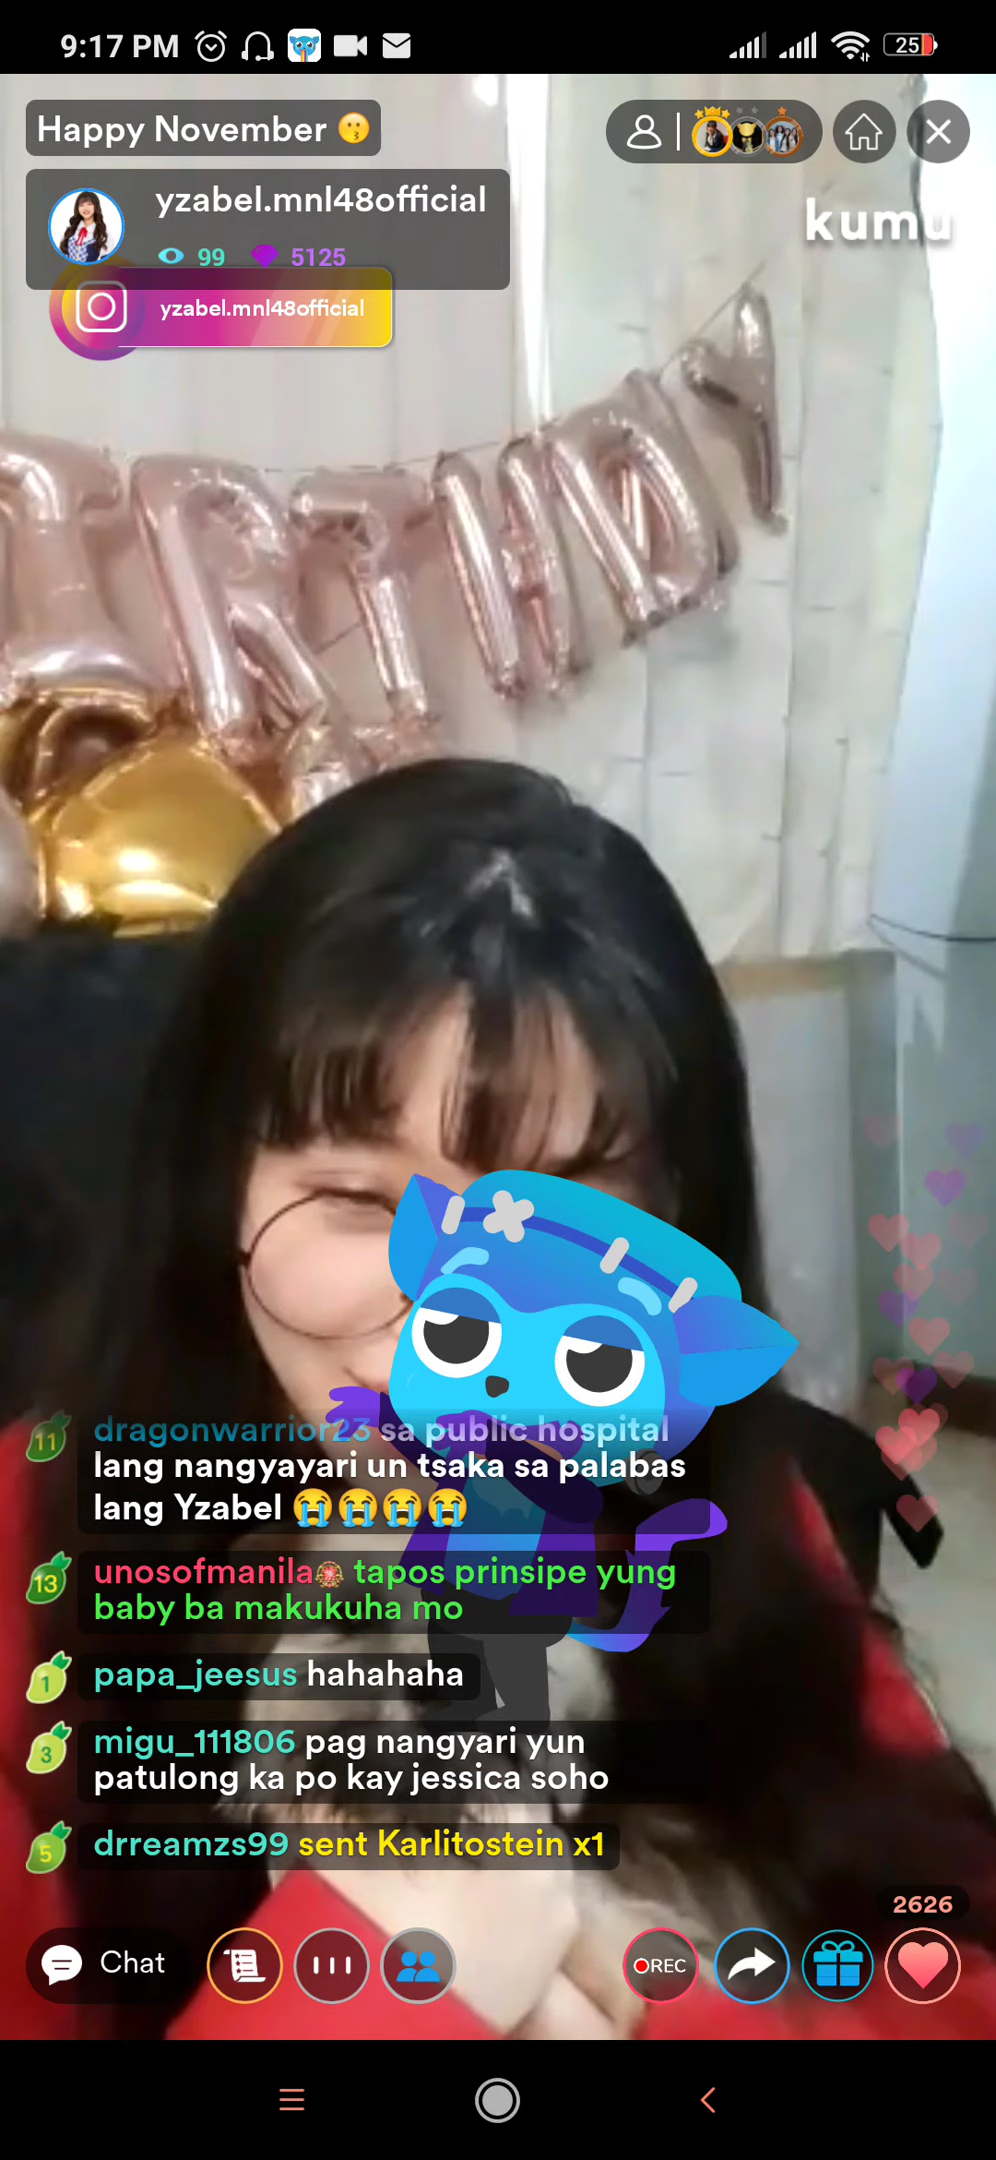 9:17 PM
25
Happy November 😗
yzabel.mnl48official
99 5125
kumu
yzabel.mnl48official
IRTHDY
11 dragonwarrior23 sa public hospital
lang nangyayari un tsaka sa palabas
lang Yzabel 😭😭😭😭
13 unosofmanila tapos prinsipe yung
baby ba makukuha mo
1 papa_jeesus hahahaha
3 migu_111806 pag nangyari yun
patulong ka po kay jessica soho
5 drreamzs99 sent Karlitostein x1
2626
Chat
REC